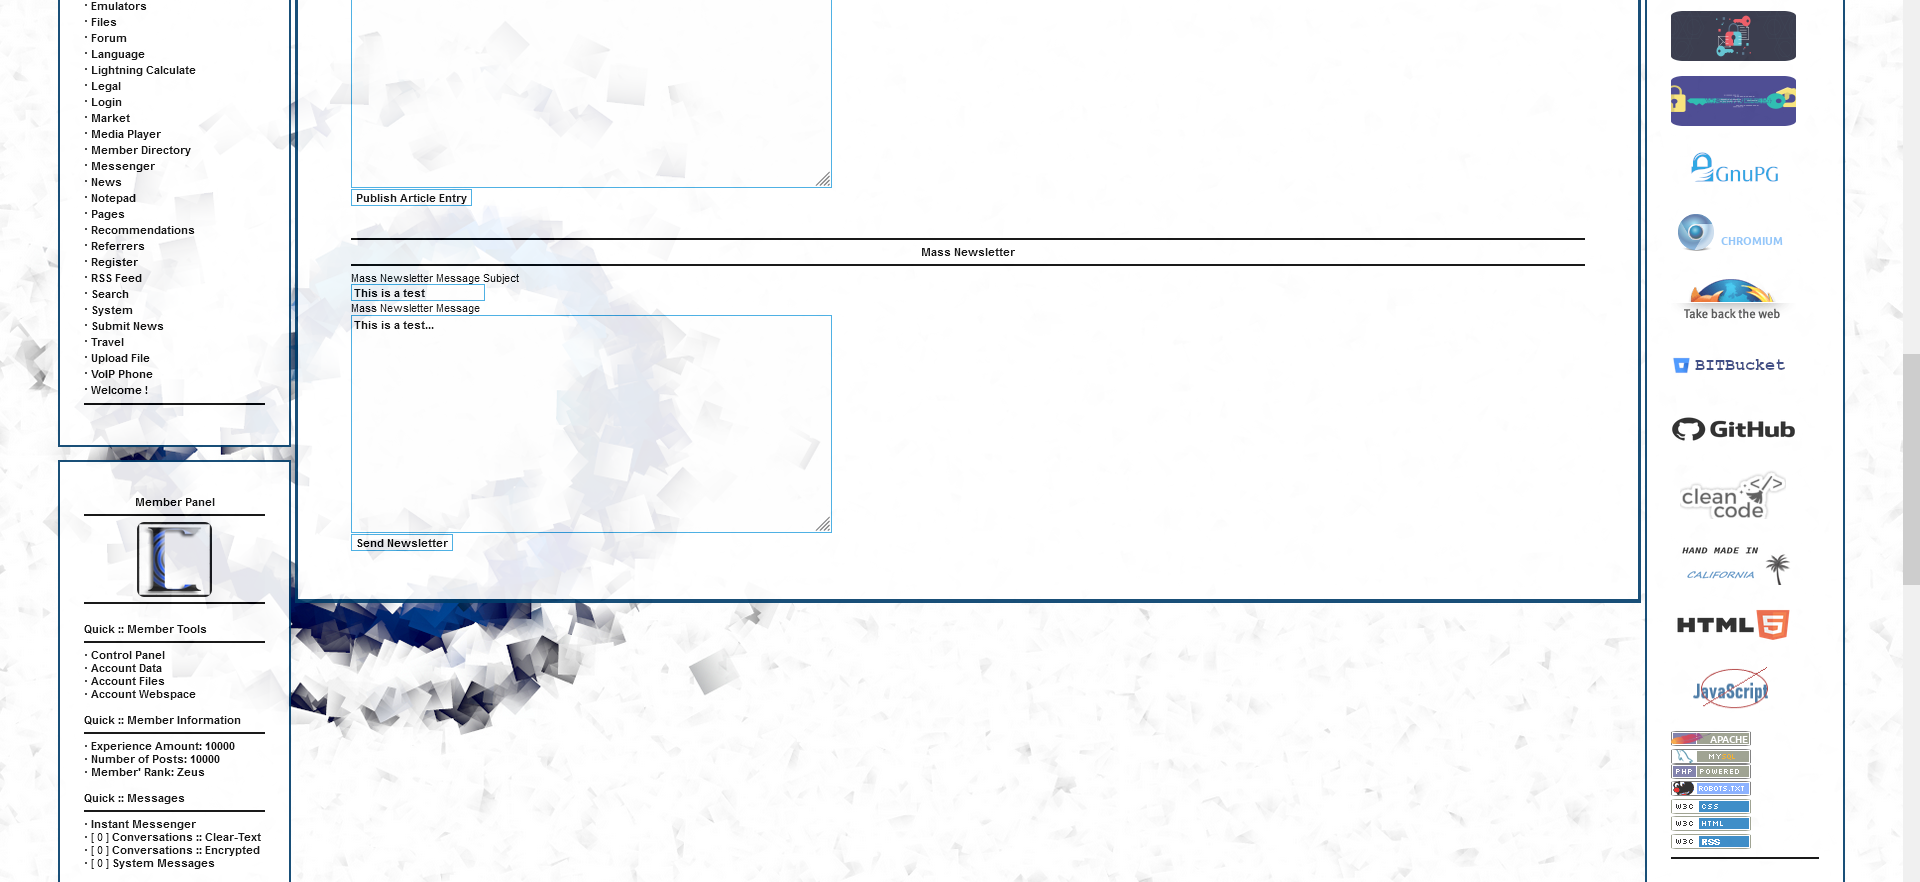 · Emulators
· Files
· Forum
· Language
· Lightning Calculate
· Legal
· Login
· Market
· Media Player
· Member Directory
· Messenger
· News
· Notepad
· Pages
· Recommendations
· Referrers
· Register
· RSS Feed
· Search
· System
· Submit News
· Travel
· Upload File
· VoIP Phone
· Welcome !
Member Panel
Quick :: Member Tools
· Control Panel
· Account Data
· Account Files
· Account Webspace
Quick :: Member Information
· Experience Amount: 10000
· Number of Posts: 10000
· Member' Rank: Zeus
Quick :: Messages
· Instant Messenger
· [ 0 ] Conversations :: Clear-Text
· [ 0 ] Conversations :: Encrypted
· [ 0 ] System Messages
Publish Article Entry
Mass Newsletter
Mass Newsletter Message Subject
This is a test
Mass Newsletter Message
This is a test...
Send Newsletter
GnuPG
CHROMIUM
Take back the web
BITBucket
GitHub
clean </>
code
HAND MADE IN
CALIFORNIA
HTML 5
JavaScript
APACHE
MYSQL
PHP POWERED
ROBOTS.TXT
W3C CSS
W3C HTML
W3C RSS